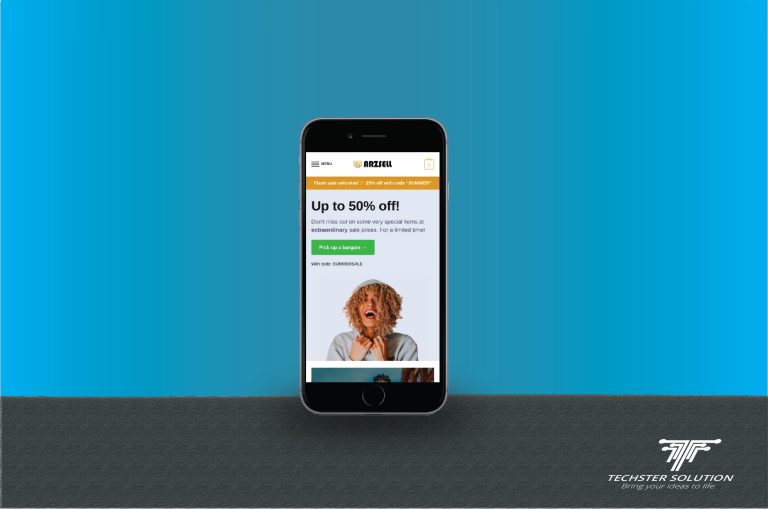 MENU
ARZSELL
Flash sale unlocked ⚡ 25% off with code "SUMMER"
Up to 50% off!
Don't miss out on some very special items at
extraordinary sale prices. For a limited time!
Pick up a bargain →
With code: SUMMERSALE
TECHSTER SOLUTION
Bring your ideas to life